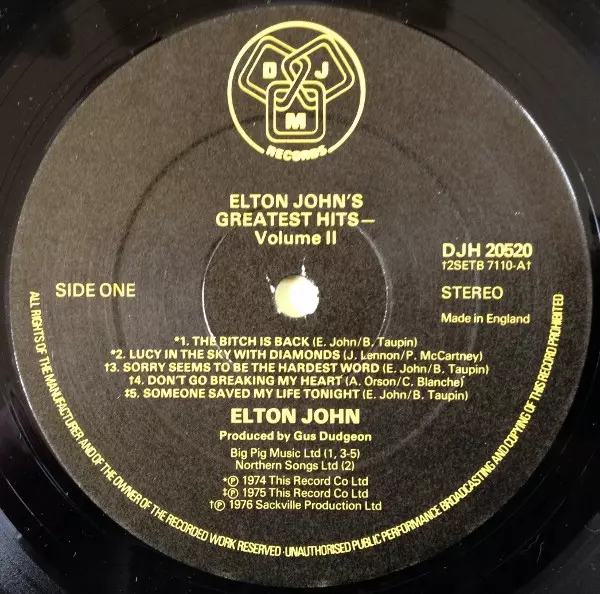 D J
M
RECORDS
ELTON JOHN'S
GREATEST HITS—
Volume II
DJH 20520
†2SETB 7110-A†
SIDE ONE
STEREO
Made in England
*1. THE BITCH IS BACK (E. John/B. Taupin)
*2. LUCY IN THE SKY WITH DIAMONDS (J. Lennon/P. McCartney)
†3. SORRY SEEMS TO BE THE HARDEST WORD (E. John/B. Taupin)
†4. DON'T GO BREAKING MY HEART (A. Orson/C. Blanche)
‡5. SOMEONE SAVED MY LIFE TONIGHT (E. John/B. Taupin)
ELTON JOHN
Produced by Gus Dudgeon
Big Pig Music Ltd (1, 3-5)
Northern Songs Ltd (2)
*℗ 1974 This Record Co Ltd
‡℗ 1975 This Record Co Ltd
†℗ 1976 Sackville Production Ltd
ALL RIGHTS OF THE MANUFACTURER AND OF THE OWNER OF THE RECORDED WORK RESERVED · UNAUTHORISED PUBLIC PERFORMANCE BROADCASTING AND COPYING OF THIS RECORD PROHIBITED